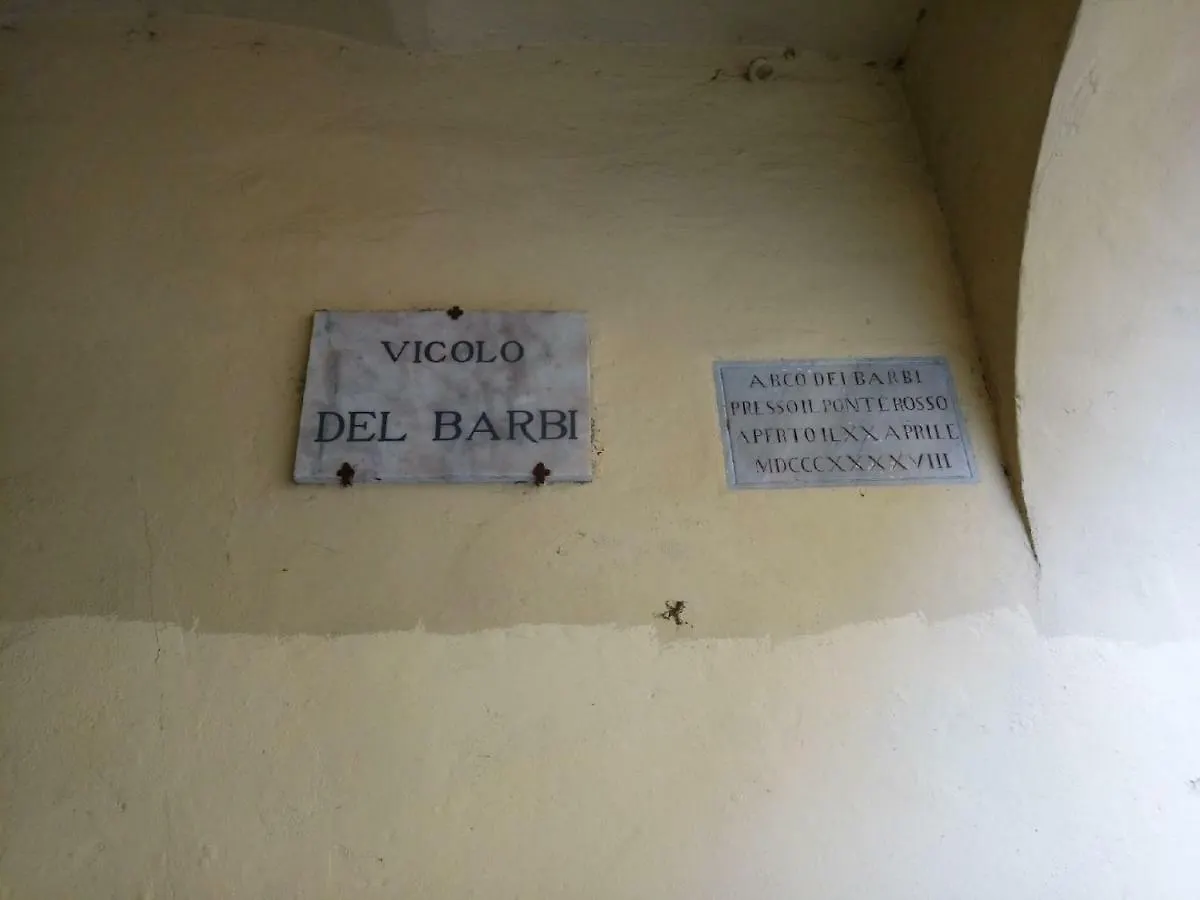 VICOLO
DEL BARBI
ARCO DEI BARBI
PRESSO IL PONTE ROSSO
APERTO IL XX APRILE
MDCCCXXXXVIII